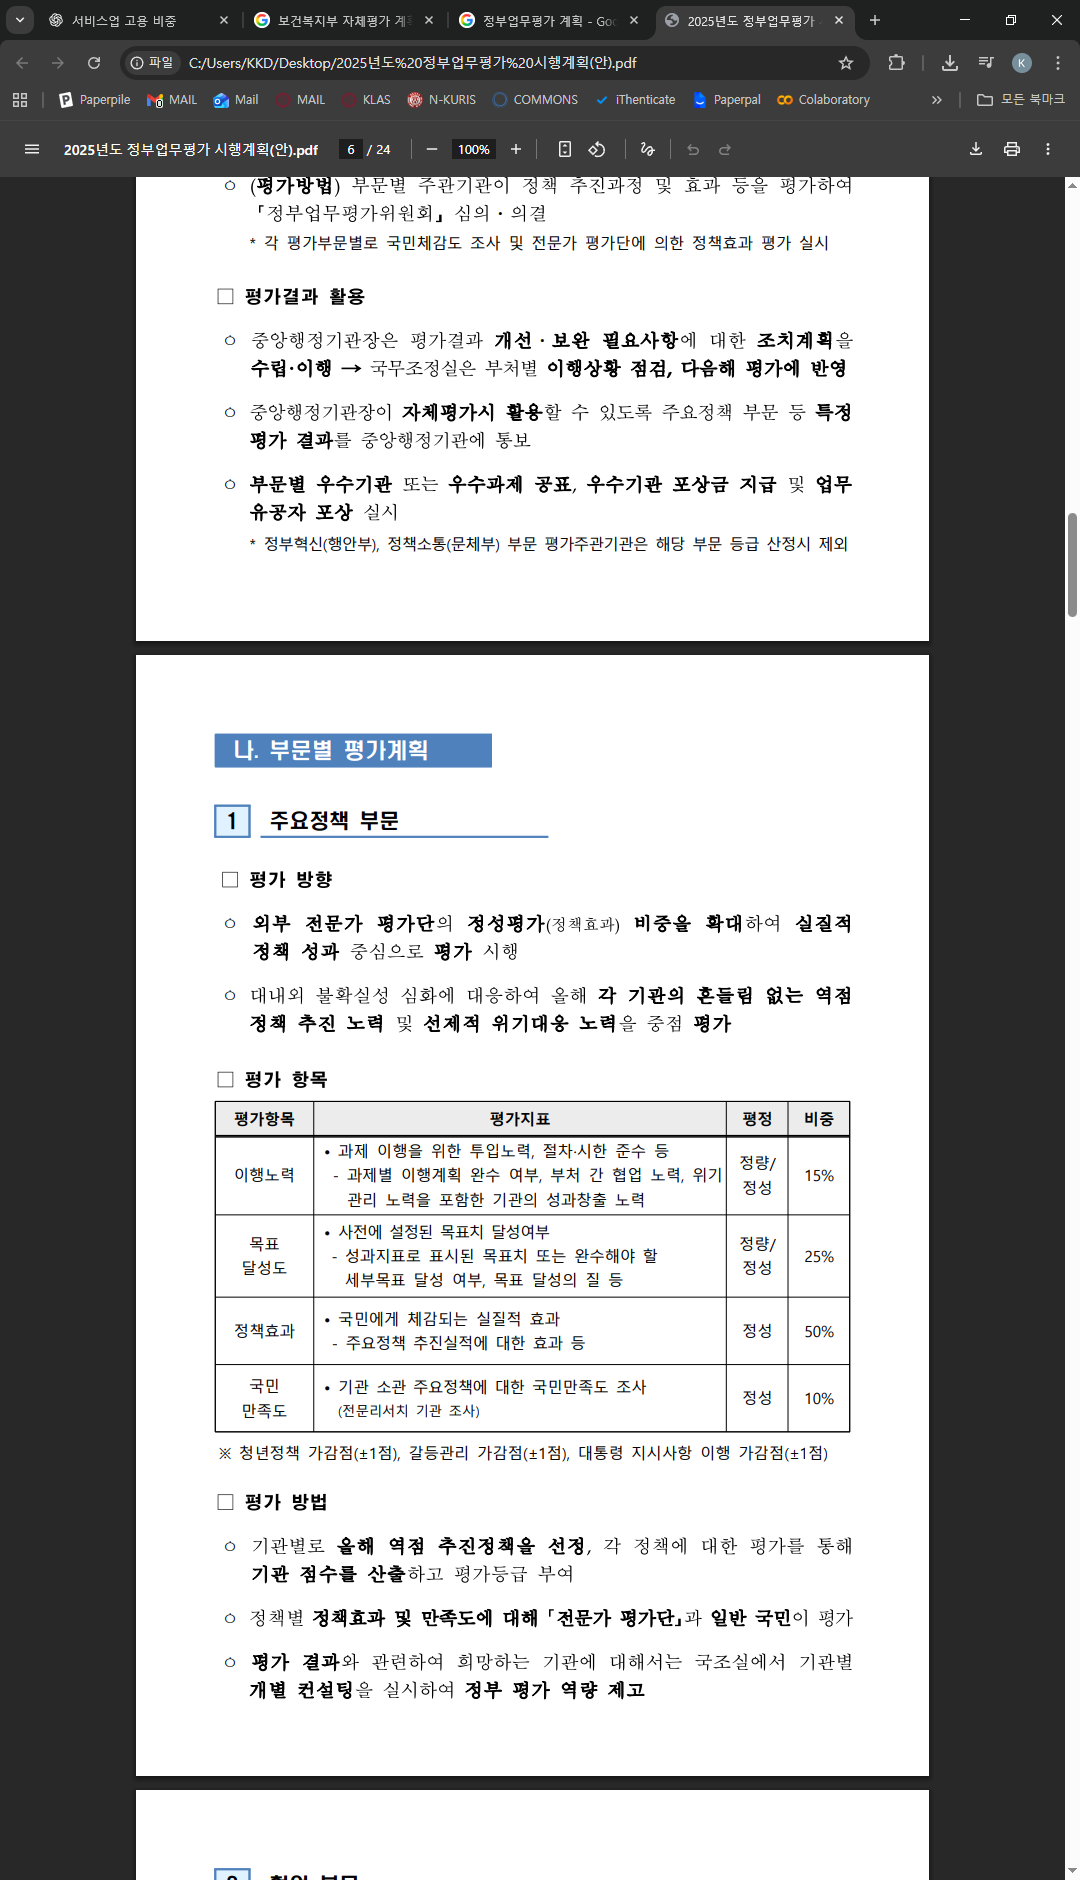 서비스업 고용 비중
보건복지부 자체평가 계획
정부업무평가 계획 - Goo
2025년도 정부업무평가
파일 C:/Users/KKD/Desktop/2025년도%20정부업무평가%20시행계획(안).pdf
K
Paperpile MAIL Mail MAIL KLAS N-KURIS COMMONS iThenticate Paperpal Colaboratory » 모든 북마크
2025년도 정부업무평가 시행계획(안).pdf 6 / 24 — 100% +
○ (평가방법) 부문별 주관기관이 정책 추진과정 및 효과 등을 평가하여
「정부업무평가위원회」 심의·의결
* 각 평가부문별로 국민체감도 조사 및 전문가 평가단에 의한 정책효과 평가 실시
□ 평가결과 활용
○ 중앙행정기관장은 평가결과 개선·보완 필요사항에 대한 조치계획을
수립·이행 → 국무조정실은 부처별 이행상황 점검, 다음해 평가에 반영
○ 중앙행정기관장이 자체평가시 활용할 수 있도록 주요정책 부문 등 특정
평가 결과를 중앙행정기관에 통보
○ 부문별 우수기관 또는 우수과제 공표, 우수기관 포상금 지급 및 업무
유공자 포상 실시
* 정부혁신(행안부), 정책소통(문체부) 부문 평가주관기관은 해당 부문 등급 산정시 제외
나. 부문별 평가계획
1 주요정책 부문
□ 평가 방향
○ 외부 전문가 평가단의 정성평가(정책효과) 비중을 확대하여 실질적
정책 성과 중심으로 평가 시행
○ 대내외 불확실성 심화에 대응하여 올해 각 기관의 흔들림 없는 역점
정책 추진 노력 및 선제적 위기대응 노력을 중점 평가
□ 평가 항목
평가항목 평가지표 평정 비중
이행노력
• 과제 이행을 위한 투입노력, 절차·시한 준수 등
- 과제별 이행계획 완수 여부, 부처 간 협업 노력, 위기
관리 노력을 포함한 기관의 성과창출 노력
정량/
정성
15%
목표
달성도
• 사전에 설정된 목표치 달성여부
- 성과지표로 표시된 목표치 또는 완수해야 할
세부목표 달성 여부, 목표 달성의 질 등
정량/
정성
25%
정책효과
• 국민에게 체감되는 실질적 효과
- 주요정책 추진실적에 대한 효과 등
정성
50%
국민
만족도
• 기관 소관 주요정책에 대한 국민만족도 조사
(전문리서치 기관 조사)
정성
10%
※ 청년정책 가감점(±1점), 갈등관리 가감점(±1점), 대통령 지시사항 이행 가감점(±1점)
□ 평가 방법
○ 기관별로 올해 역점 추진정책을 선정, 각 정책에 대한 평가를 통해
기관 점수를 산출하고 평가등급 부여
○ 정책별 정책효과 및 만족도에 대해 「전문가 평가단」과 일반 국민이 평가
○ 평가 결과와 관련하여 희망하는 기관에 대해서는 국조실에서 기관별
개별 컨설팅을 실시하여 정부 평가 역량 제고